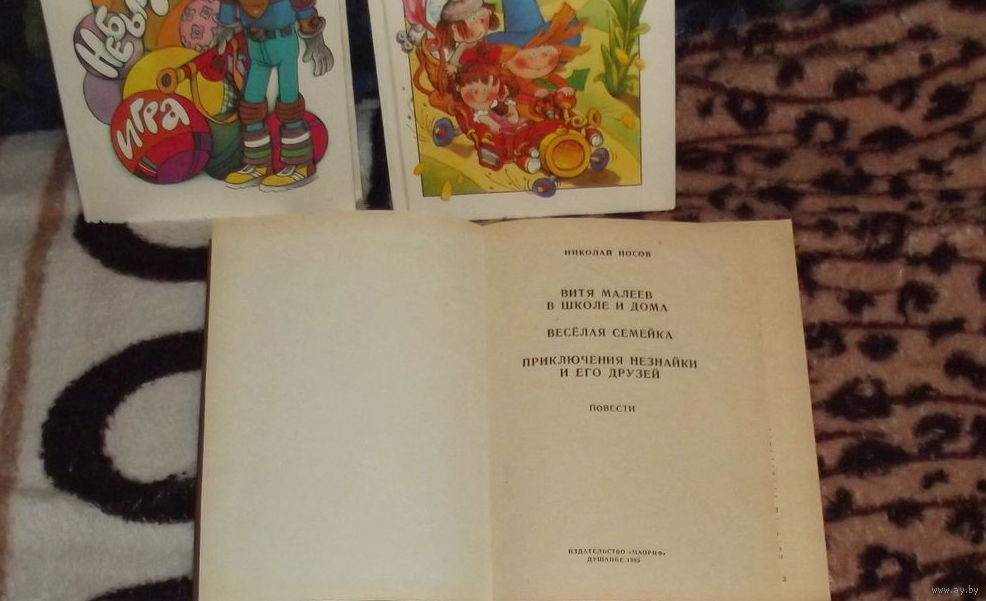 НЕБЫ
ИГРА
НИКОЛАЙ НОСОВ
ВИТЯ МАЛЕЕВ
В ШКОЛЕ И ДОМА
ВЕСЁЛАЯ СЕМЕЙКА
ПРИКЛЮЧЕНИЯ НЕЗНАЙКИ
И ЕГО ДРУЗЕЙ
ПОВЕСТИ
ИЗДАТЕЛЬСТВО «МАОРИФ»
ДУШАНБЕ 1985
3
www.ay.by